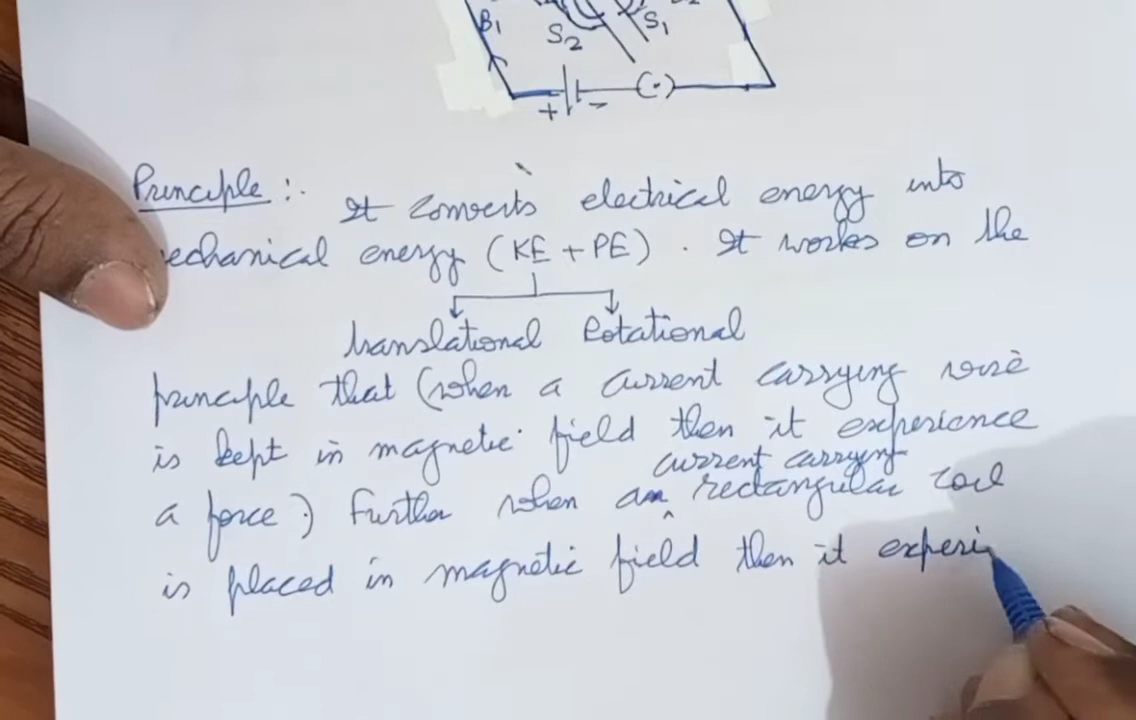 B1
S2
S1
+ - (·)
Principle :- It converts electrical energy into
mechanical energy (KE + PE) . It works on the
translational Rotational
principle that (when a current carrying wire
is kept in magnetic field then it experience
a force.) Further when a current carrying rectangular coil
is placed in magnetic field then it experi